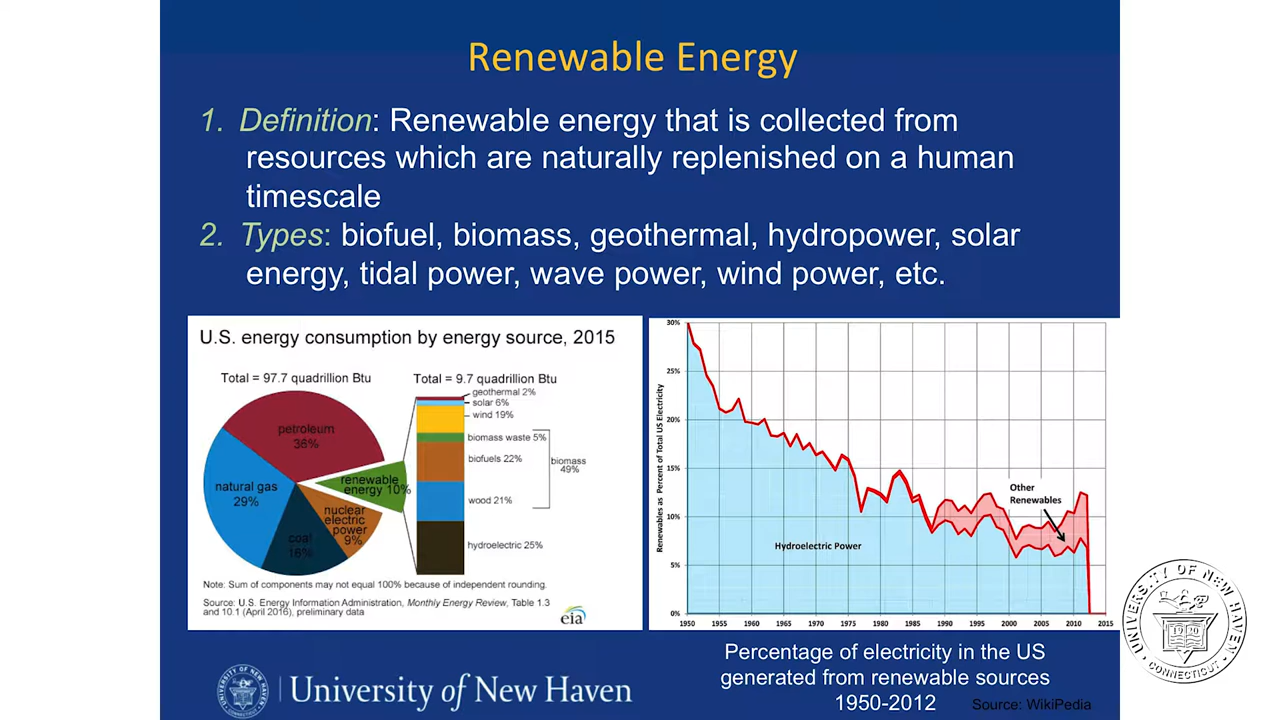 Renewable Energy
1. Definition: Renewable energy that is collected from
resources which are naturally replenished on a human
timescale
2. Types: biofuel, biomass, geothermal, hydropower, solar
energy, tidal power, wave power, wind power, etc.
U.S. energy consumption by energy source, 2015
Total = 97.7 quadrillion Btu
Total = 9.7 quadrillion Btu
petroleum
36%
natural gas
29%
coal
16%
nuclear
electric
power
9%
renewable
energy 10%
geothermal 2%
solar 6%
wind 19%
biomass waste 5%
biofuels 22%
biomass
49%
wood 21%
hydroelectric 25%
Note: Sum of components may not equal 100% because of independent rounding.
Source: U.S. Energy Information Administration, Monthly Energy Review, Table 1.3
and 10.1 (April 2016), preliminary data
eia
Renewables as Percent of Total US Electricity
30%
25%
20%
15%
10%
5%
0%
Other
Renewables
Hydroelectric Power
1950 1955 1960 1965 1970 1975 1980 1985 1990 1995 2000 2005 2010 2015
Percentage of electricity in the US
generated from renewable sources
1950-2012
Source: WikiPedia
University of New Haven
UNIVERSITY OF NEW HAVEN
1920
CONNECTICUT